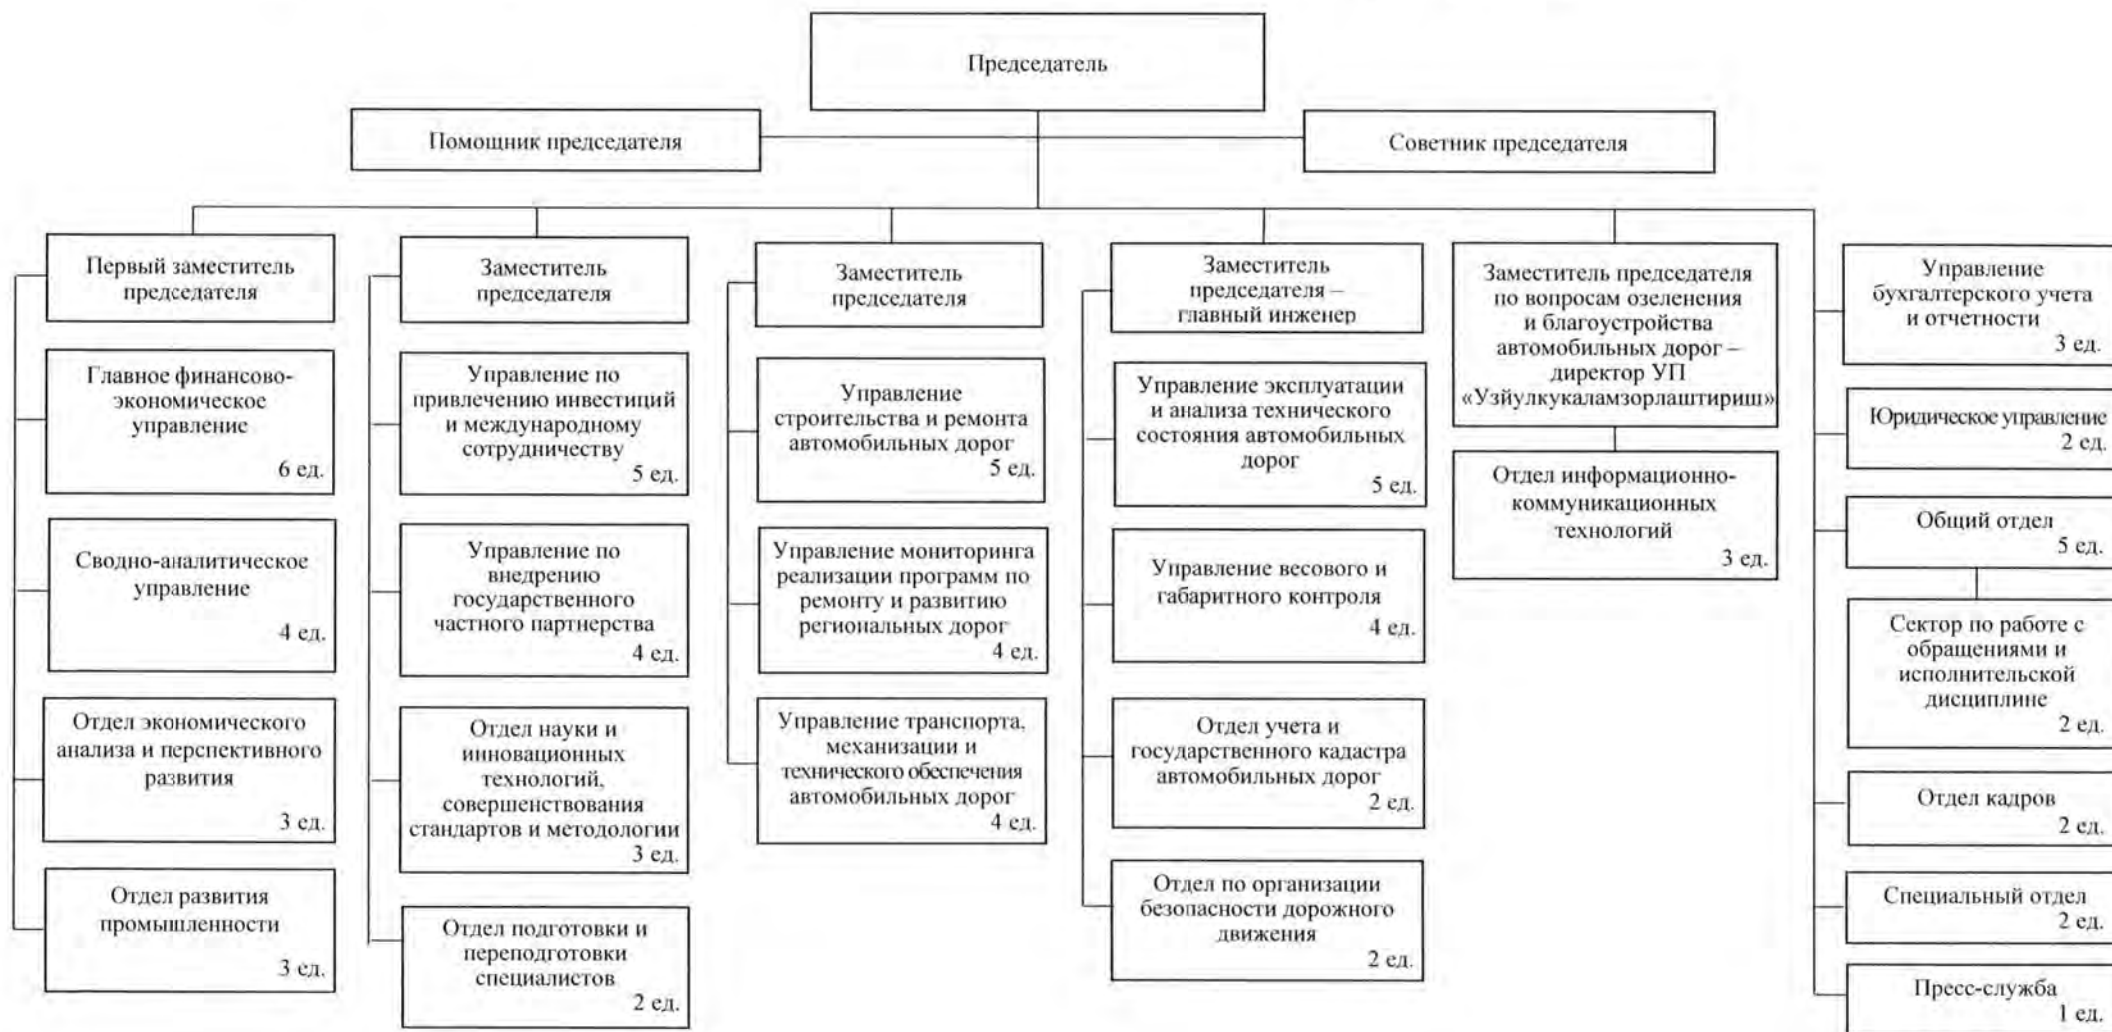 Председатель
Помощник председателя
Советник председателя
Первый заместитель
председателя
Главное финансово-
экономическое
управление
6 ед.
Сводно-аналитическое
управление
4 ед.
Отдел экономического
анализа и перспективного
развития
3 ед.
Отдел развития
промышленности
3 ед.
Заместитель
председателя
Управление по
привлечению инвестиций
и международному
сотрудничеству
5 ед.
Управление по
внедрению
государственного
частного партнерства
4 ед.
Отдел науки и
инновационных
технологий,
совершенствования
стандартов и методологии
3 ед.
Отдел подготовки и
переподготовки
специалистов
2 ед.
Заместитель
председателя
Управление
строительства и ремонта
автомобильных дорог
5 ед.
Управление мониторинга
реализации программ по
ремонту и развитию
региональных дорог
4 ед.
Управление транспорта,
механизации и
технического обеспечения
автомобильных дорог
4 ед.
Заместитель
председателя –
главный инженер
Управление эксплуатации
и анализа технического
состояния автомобильных
дорог
5 ед.
Управление весового и
габаритного контроля
4 ед.
Отдел учета и
государственного кадастра
автомобильных дорог
2 ед.
Отдел по организации
безопасности дорожного
движения
2 ед.
Заместитель председателя
по вопросам озеленения
и благоустройства
автомобильных дорог –
директор УП
«Узйулкукаламзорлаштириш»
Отдел информационно-
коммуникационных
технологий
3 ед.
Управление
бухгалтерского учета
и отчетности
3 ед.
Юридическое управление
2 ед.
Общий отдел
5 ед.
Сектор по работе с
обращениями и
исполнительской
дисциплине
2 ед.
Отдел кадров
2 ед.
Специальный отдел
2 ед.
Пресс-служба
1 ед.